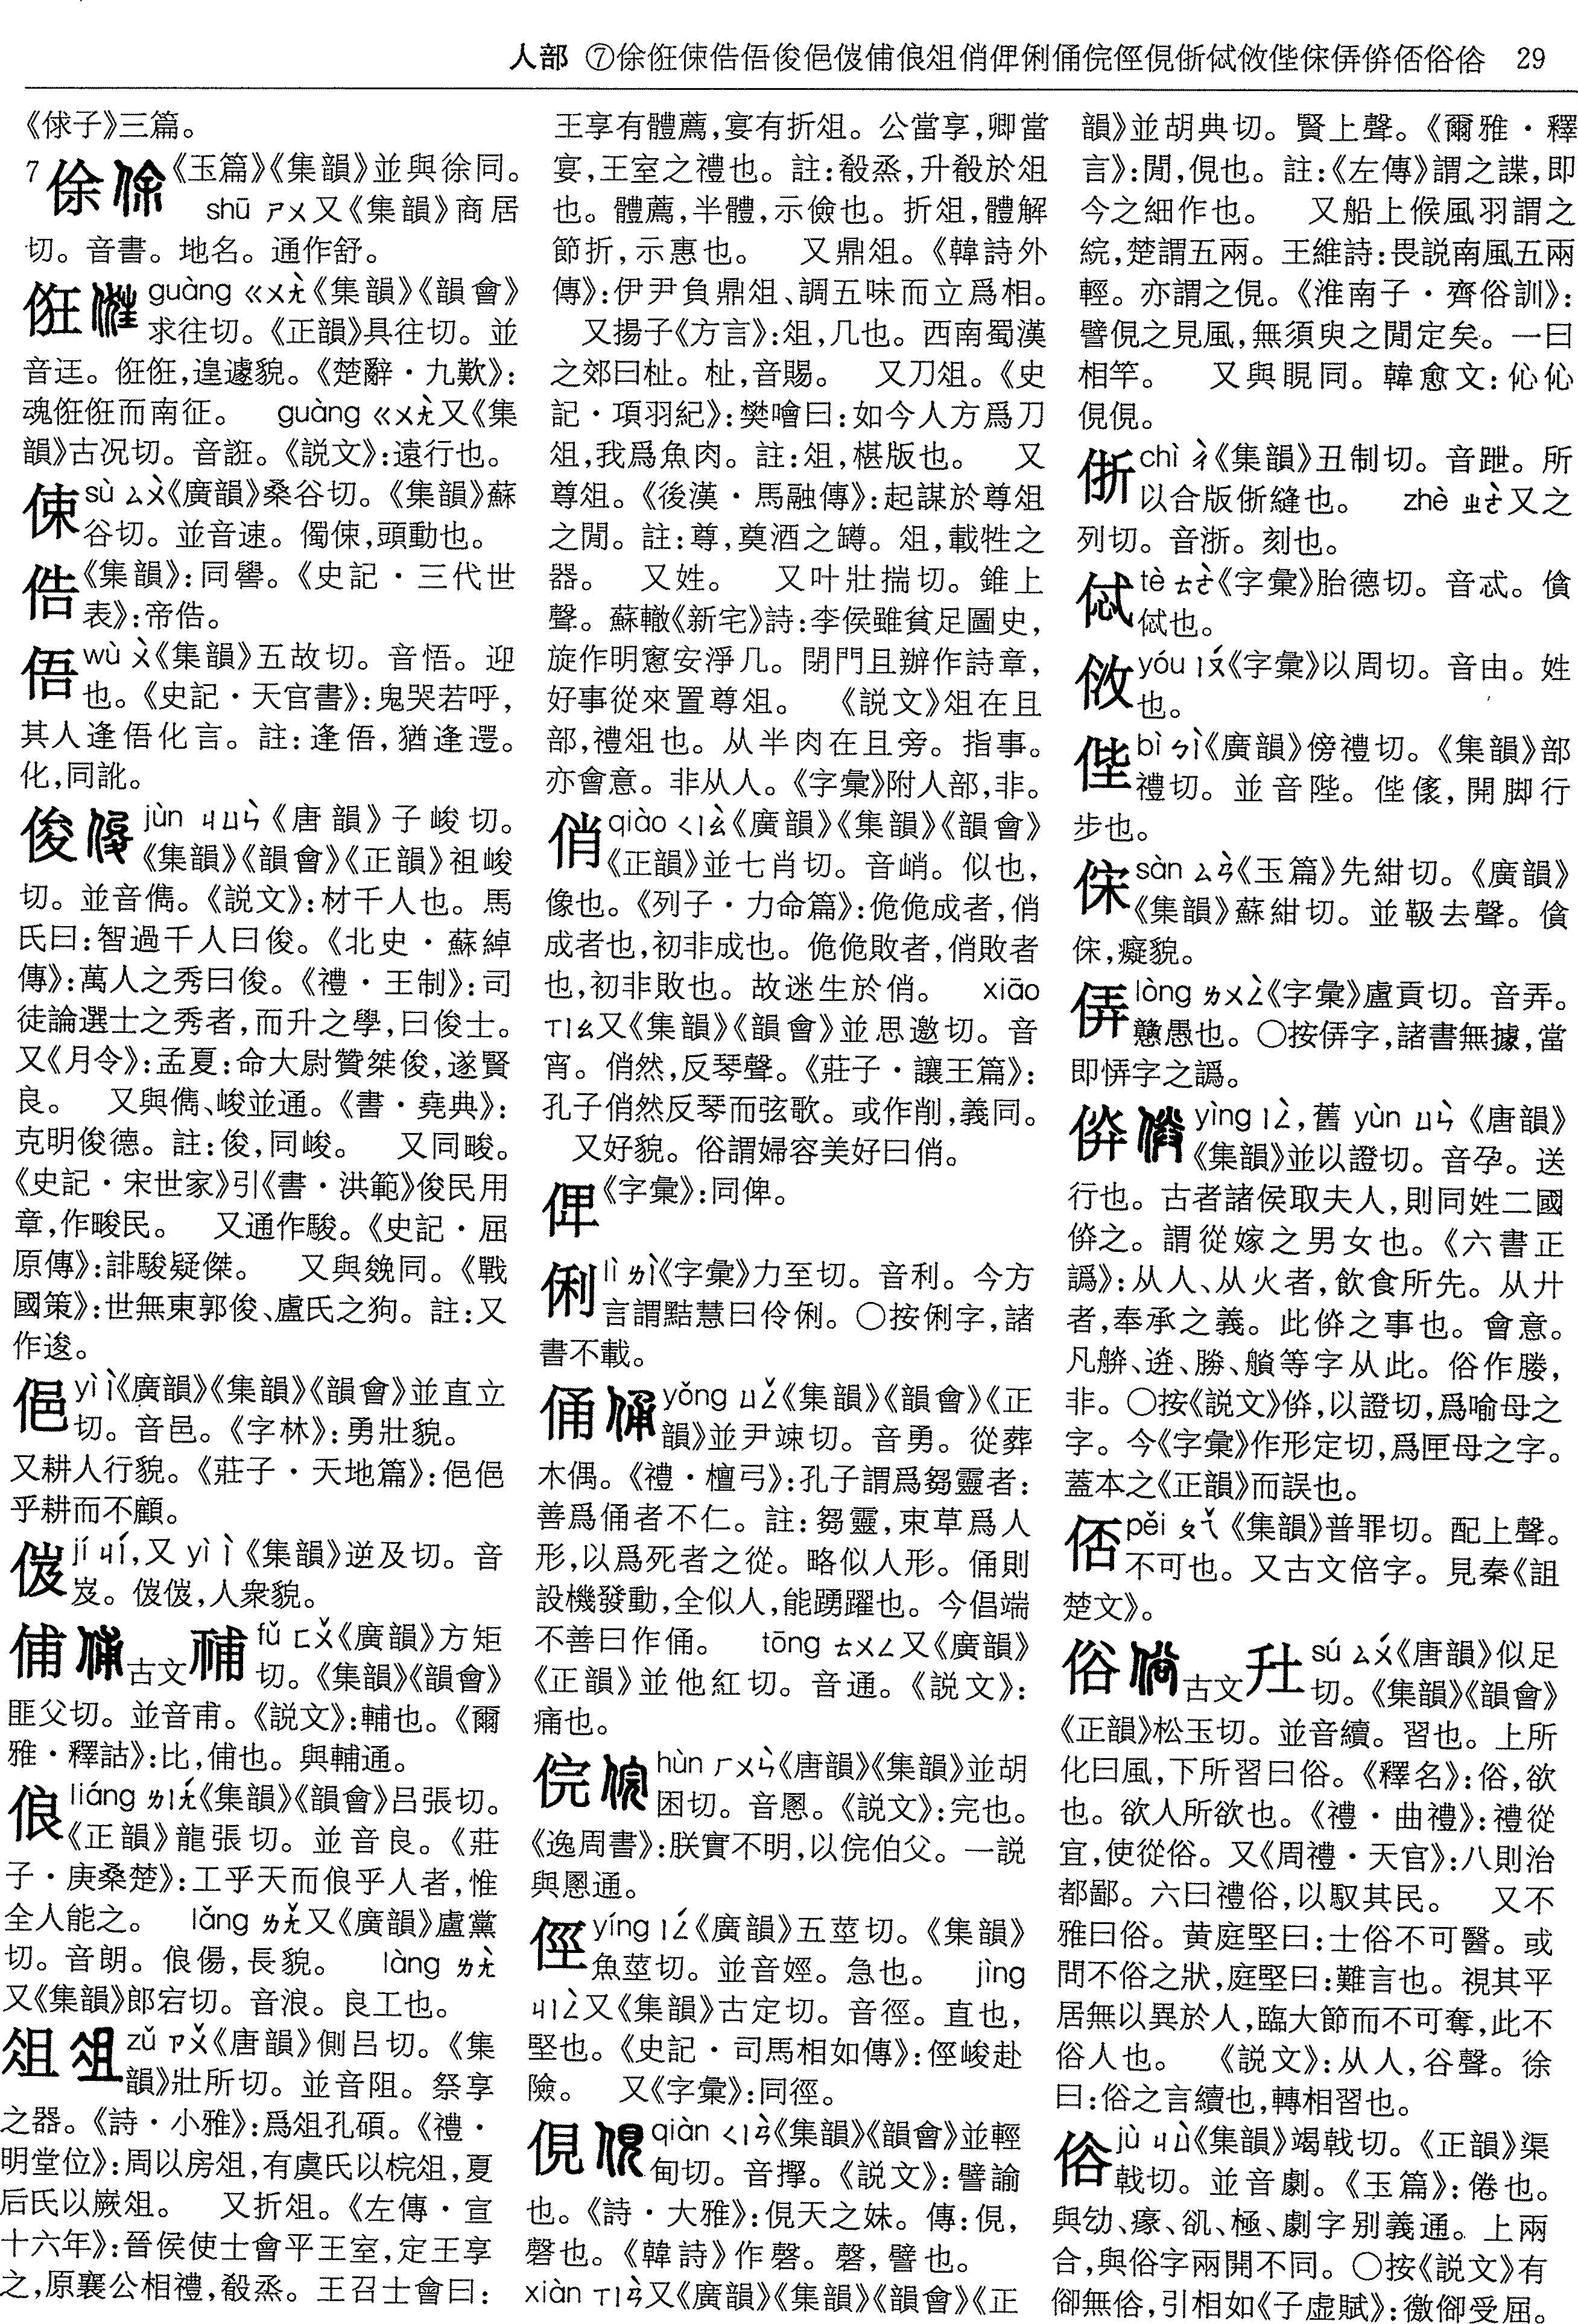 人部 ⑦俆俇俫俈俉俊俋伋俌俍俎俏俾俐俑俒俓俔㑿㑷㑾㑽俕㑝㑞㔻俗㑢 29
《俅子》三篇。
7 俆 《玉篇》《集韻》並與徐同。
shū ㄕㄨ又《集韻》商居
切。音書。地名。通作舒。
俇 guàng ㄍㄨㄤˋ《集韻》《韻會》
求往切。《正韻》具往切。並
音迋。俇俇,遑遽貌。《楚辭·九歎》:
魂俇俇而南征。 guàng ㄍㄨㄤˋ又《集
韻》古况切。音誑。《説文》:遠行也。
sù ㄙㄨˋ《廣韻》桑谷切。《集韻》蘇
谷切。並音速。
頭動也。
俈 《集韻》:同嚳。《史記·三代世
表》:帝俈。
俉 wù ㄨˋ《集韻》五故切。音悟。迎
也。《史記·天官書》:鬼哭若呼,
其人逢俉化言。註:逢俉,猶逢遻。
化,同訛。
俊 jùn ㄐㄩㄣˋ《唐韻》子峻切。
《集韻》《韻會》《正韻》祖峻
切。並音儁。《説文》:材千人也。馬
氏曰:智過千人曰俊。《北史·蘇綽
傳》:萬人之秀曰俊。《禮·王制》:司
徒論選士之秀者,而升之學,曰俊士。
又《月令》:孟夏:命大尉贊桀俊,遂賢
良。 又與儁、峻並通。《書·堯典》:
克明俊德。註:俊,同峻。 又同畯。
《史記·宋世家》引《書·洪範》俊民用
章,作畯民。 又通作駿。《史記·屈
原傳》:誹駿疑傑。 又與㕙同。《戰
國策》:世無東郭俊、盧氏之狗。註:又
作逡。
俋 yì ㄧˋ《廣韻》《集韻》《韻會》並直立
切。音邑。《字林》:勇壯貌。
又耕人行貌。《莊子·天地篇》:俋俋
乎耕而不顧。
jí ㄐㄧˊ,又 yì ㄧˋ《集韻》逆及切。音
岌。人衆貌。
俌 古文 fǔ ㄈㄨˇ《廣韻》方矩
切。《集韻》《韻會》
匪父切。並音甫。《説文》:輔也。《爾
雅·釋詁》:比,俌也。與輔通。
俍 liáng ㄌㄧㄤˊ《集韻》《韻會》吕張切。
《正韻》龍張切。並音良。《莊
子·庚桑楚》:工乎天而俍乎人者,惟
全人能之。 lǎng ㄌㄤˇ又《廣韻》盧黨
切。音朗。俍傷,長貌。 làng ㄌㄤˋ
又《集韻》郎宕切。音浪。良工也。
俎 zǔ ㄗㄨˇ《唐韻》側吕切。《集
韻》壯所切。並音阻。祭享
之器。《詩·小雅》:爲俎孔碩。《禮·
明堂位》:周以房俎,有虞氏以梡俎,夏
后氏以嶡俎。 又折俎。《左傳·宣
十六年》:晉侯使士會平王室,定王享
之,原襄公相禮,殽烝。王召士會曰:
王享有體薦,宴有折俎。公當享,卿當
宴,王室之禮也。註:殽烝,升殽於俎
也。體薦,半體,示儉也。折俎,體解
節折,示惠也。 又鼎俎。《韓詩外
傳》:伊尹負鼎俎、調五味而立爲相。
又揚子《方言》:俎,几也。西南蜀漢
之郊曰杫。杫,音賜。 又刀俎。《史
記·項羽紀》:樊噲曰:如今人方爲刀
俎,我爲魚肉。註:俎,椹版也。 又
尊俎。《後漢·馬融傳》:起謀於尊俎
之閒。註:尊,奠酒之罇。俎,載牲之
器。 又姓。 又叶壯揣切。錐上
聲。蘇轍《新宅》詩:李侯雖貧足圖史,
旋作明窻安淨几。閉門且辦作詩章,
好事從來置尊俎。 《説文》俎在且
部,禮俎也。从半肉在且旁。指事。
亦會意。非从人。《字彙》附人部,非。
俏 qiào ㄑㄧㄠˋ《廣韻》《集韻》《韻會》
《正韻》並七肖切。音峭。似也,
像也。《列子·力命篇》:佹佹成者,俏
成者也,初非成也。佹佹敗者,俏敗者
也,初非敗也。故迷生於俏。 xiāo
ㄒㄧㄠ又《集韻》《韻會》並思邀切。音
宵。俏然,反琴聲。《莊子·讓王篇》:
孔子俏然反琴而弦歌。或作削,義同。
又好貌。俗謂婦容美好曰俏。
《字彙》:同俾。
俐 lì ㄌㄧˋ《字彙》力至切。音利。今方
言謂黠慧曰伶俐。○按俐字,諸
書不載。
俑 yǒng ㄩㄥˇ《集韻》《韻會》《正
韻》並尹竦切。音勇。從葬
木偶。《禮·檀弓》:孔子謂爲芻靈者:
善爲俑者不仁。註:芻靈,束草爲人
形,以爲死者之從。略似人形。俑則
設機發動,全似人,能踴躍也。今倡端
不善曰作俑。 tōng ㄊㄨㄥ又《廣韻》
《正韻》並他紅切。音通。《説文》:
痛也。
俒 hùn ㄏㄨㄣˋ《唐韻》《集韻》並胡
困切。音慁。《説文》:完也。
《逸周書》:朕實不明,以俒伯父。一説
與慁通。
俓 yíng ㄧㄥˊ《廣韻》五莖切。《集韻》
魚莖切。並音娙。急也。 jìng
ㄐㄧㄥˋ又《集韻》古定切。音徑。直也,
堅也。《史記·司馬相如傳》:俓峻赴
險。 又《字彙》:同徑。
俔 qiàn ㄑㄧㄢˋ《集韻》《韻會》並輕
甸切。音㩃。《説文》:譬諭
也。《詩·大雅》:俔天之妹。傳:俔,
磬也。《韓詩》作磬。磬,譬也。
xiàn ㄒㄧㄢˋ又《廣韻》《集韻》《韻會》《正
韻》並胡典切。賢上聲。《爾雅·釋
言》:閒,俔也。註:《左傳》謂之諜,即
今之細作也。 又船上候風羽謂之
綄,楚謂五兩。王維詩:畏説南風五兩
輕。亦謂之俔。《淮南子·齊俗訓》:
譬俔之見風,無須臾之閒定矣。一曰
相竿。 又與睍同。韓愈文:伈伈
俔俔。
chì ㄔˋ《集韻》丑制切。音跇。所
以合版縫也。 zhè ㄓㄜˋ又之
列切。音浙。刻也。
tè ㄊㄜˋ《字彙》胎德切。音忒。
也。
yóu ㄧㄡˊ《字彙》以周切。音由。姓
也。
bì ㄅㄧˋ《廣韻》傍禮切。《集韻》部
禮切。並音陛。開脚行
步也。
sàn ㄙㄢˋ《玉篇》先紺切。《廣韻》
《集韻》蘇紺切。並䩎去聲。
癡貌。
lòng ㄌㄨㄥˋ《字彙》盧貢切。音弄。
戇愚也。○按字,諸書無據,當
即㤓字之譌。
yìng ㄧㄥˋ,舊 yùn ㄩㄣˋ《唐韻》
《集韻》並以證切。音孕。送
行也。古者諸侯取夫人,則同姓二國
之。謂從嫁之男女也。《六書正
譌》:从人、从火者,飲食所先。从廾
者,奉承之義。此之事也。會意。
凡等字从此。俗作媵,
非。○按《説文》,以證切,爲喻母之
字。今《字彙》作形定切,爲匣母之字。
蓋本之《正韻》而誤也。
pěi ㄆㄟˇ《集韻》普罪切。配上聲。
不可也。又古文倍字。見秦《詛
楚文》。
俗 古文 sú ㄙㄨˊ《唐韻》似足
切。《集韻》《韻會》
《正韻》松玉切。並音續。習也。上所
化曰風,下所習曰俗。《釋名》:俗,欲
也。欲人所欲也。《禮·曲禮》:禮從
宜,使從俗。又《周禮·天官》:八則治
都鄙。六曰禮俗,以馭其民。 又不
雅曰俗。黄庭堅曰:士俗不可醫。或
問不俗之狀,庭堅曰:難言也。視其平
居無以異於人,臨大節而不可奪,此不
俗人也。 《説文》:从人,谷聲。徐
曰:俗之言續也,轉相習也。
jù ㄐㄩˋ《集韻》竭戟切。《正韻》渠
戟切。並音劇。《玉篇》:倦也。
極、劇字别義通。上兩
合,與俗字兩開不同。○按《説文》有
引相如《子虛賦》:徼受屈。